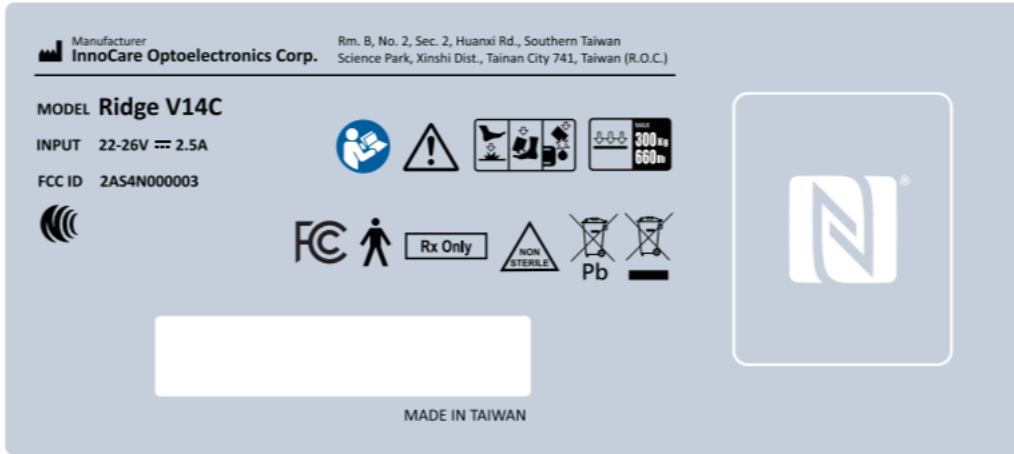 Manufacturer
InnoCare Optoelectronics Corp.
Rm. B, No. 2, Sec. 2, Huanxi Rd., Southern Taiwan
Science Park, Xinshi Dist., Tainan City 741, Taiwan (R.O.C.)
MODEL Ridge V14C
INPUT 22-26V ⎓ 2.5A
FCC ID 2AS4N000003
MAX
300Kg
660lb
FC
Rx Only
NON
STERILE
Pb
N®
MADE IN TAIWAN